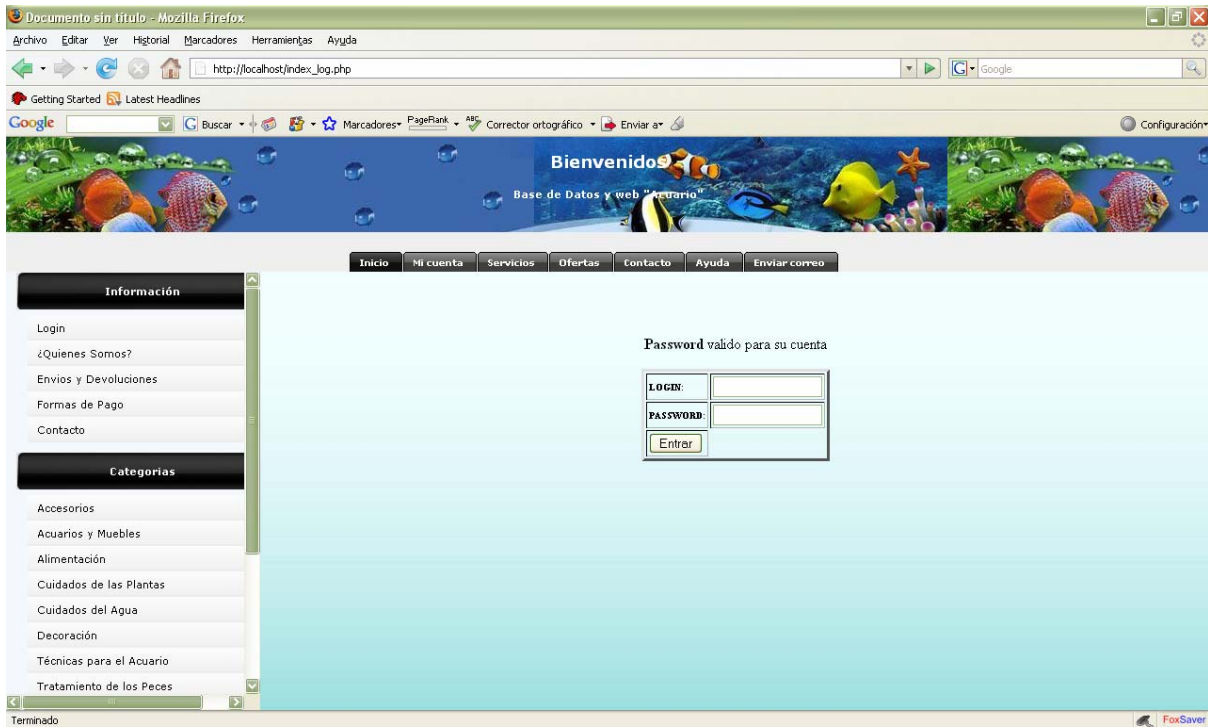 Documento sin título - Mozilla Firefox
Archivo Editar Ver Historial Marcadores Herramientas Ayuda
http://localhost/index_log.php
Google
Getting Started Latest Headlines
Google Buscar Marcadores PageRank ABC Corrector ortográfico Enviar a Configuración
Bienvenidos
Base de Datos y web "Acuario"
Inicio Mi cuenta Servicios Ofertas Contacto Ayuda Enviar correo
Información
Login
¿Quienes Somos?
Envios y Devoluciones
Formas de Pago
Contacto
Categorias
Accesorios
Acuarios y Muebles
Alimentación
Cuidados de las Plantas
Cuidados del Agua
Decoración
Técnicas para el Acuario
Tratamiento de los Peces
Password valido para su cuenta
LOGIN:
PASSWORD:
Entrar
Terminado FoxSaver